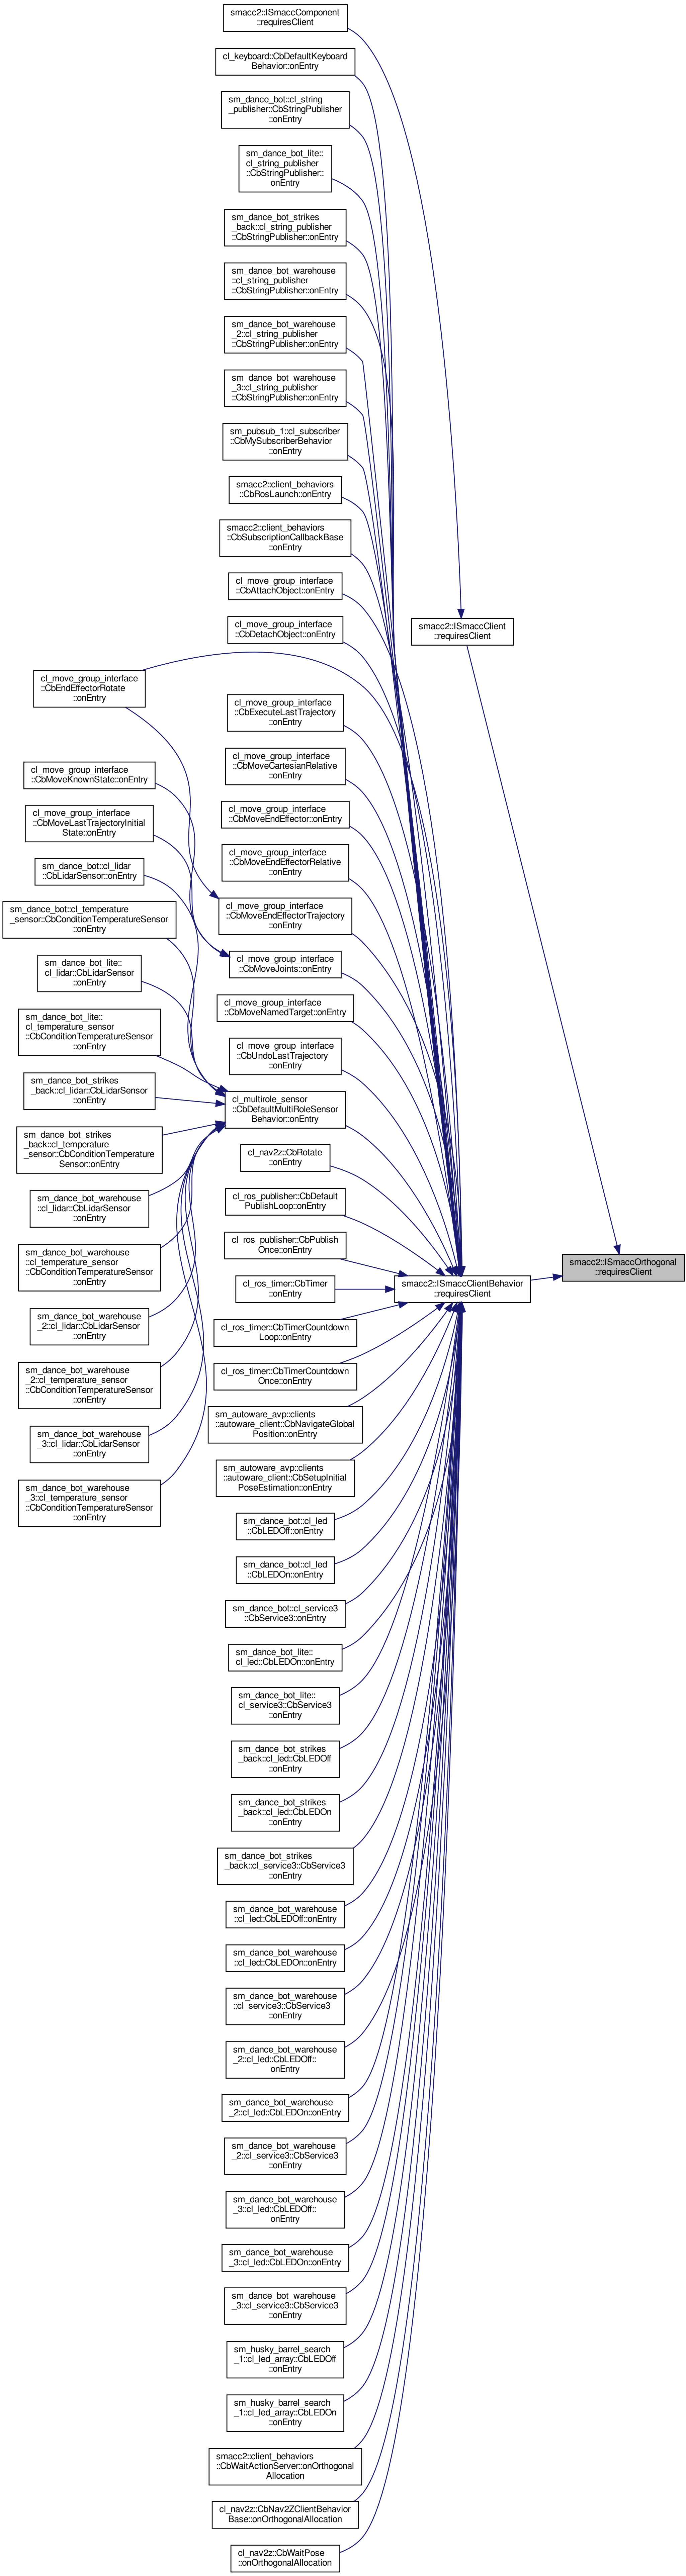 smacc2::ISmaccComponent
::requiresClient
cl_keyboard::CbDefaultKeyboard
Behavior::onEntry
sm_dance_bot::cl_string
_publisher::CbStringPublisher
::onEntry
sm_dance_bot_lite::
cl_string_publisher
::CbStringPublisher::
onEntry
sm_dance_bot_strikes
_back::cl_string_publisher
::CbStringPublisher::onEntry
sm_dance_bot_warehouse
::cl_string_publisher
::CbStringPublisher::onEntry
sm_dance_bot_warehouse
_2::cl_string_publisher
::CbStringPublisher::onEntry
sm_dance_bot_warehouse
_3::cl_string_publisher
::CbStringPublisher::onEntry
sm_pubsub_1::cl_subscriber
::CbMySubscriberBehavior
::onEntry
smacc2::client_behaviors
::CbRosLaunch::onEntry
smacc2::client_behaviors
::CbSubscriptionCallbackBase
::onEntry
cl_move_group_interface
::CbAttachObject::onEntry
cl_move_group_interface
::CbDetachObject::onEntry
smacc2::ISmaccClient
::requiresClient
cl_move_group_interface
::CbEndEffectorRotate
::onEntry
cl_move_group_interface
::CbExecuteLastTrajectory
::onEntry
cl_move_group_interface
::CbMoveCartesianRelative
::onEntry
cl_move_group_interface
::CbMoveKnownState::onEntry
cl_move_group_interface
::CbMoveEndEffector::onEntry
cl_move_group_interface
::CbMoveLastTrajectoryInitial
State::onEntry
cl_move_group_interface
::CbMoveEndEffectorRelative
::onEntry
sm_dance_bot::cl_lidar
::CbLidarSensor::onEntry
cl_move_group_interface
::CbMoveEndEffectorTrajectory
::onEntry
sm_dance_bot::cl_temperature
_sensor::CbConditionTemperatureSensor
::onEntry
cl_move_group_interface
::CbMoveJoints::onEntry
sm_dance_bot_lite::
cl_lidar::CbLidarSensor
::onEntry
cl_move_group_interface
::CbMoveNamedTarget::onEntry
sm_dance_bot_lite::
cl_temperature_sensor
::CbConditionTemperatureSensor
::onEntry
cl_move_group_interface
::CbUndoLastTrajectory
::onEntry
sm_dance_bot_strikes
_back::cl_lidar::CbLidarSensor
::onEntry
cl_multirole_sensor
::CbDefaultMultiRoleSensor
Behavior::onEntry
sm_dance_bot_strikes
_back::cl_temperature
_sensor::CbConditionTemperature
Sensor::onEntry
cl_nav2z::CbRotate
::onEntry
sm_dance_bot_warehouse
::cl_lidar::CbLidarSensor
::onEntry
cl_ros_publisher::CbDefault
PublishLoop::onEntry
cl_ros_publisher::CbPublish
Once::onEntry
sm_dance_bot_warehouse
::cl_temperature_sensor
::CbConditionTemperatureSensor
::onEntry
smacc2::ISmaccOrthogonal
::requiresClient
cl_ros_timer::CbTimer
::onEntry
smacc2::ISmaccClientBehavior
::requiresClient
sm_dance_bot_warehouse
_2::cl_lidar::CbLidarSensor
::onEntry
cl_ros_timer::CbTimerCountdown
Loop::onEntry
sm_dance_bot_warehouse
_2::cl_temperature_sensor
::CbConditionTemperatureSensor
::onEntry
cl_ros_timer::CbTimerCountdown
Once::onEntry
sm_autoware_avp::clients
::autoware_client::CbNavigateGlobal
Position::onEntry
sm_dance_bot_warehouse
_3::cl_lidar::CbLidarSensor
::onEntry
sm_autoware_avp::clients
::autoware_client::CbSetupInitial
PoseEstimation::onEntry
sm_dance_bot_warehouse
_3::cl_temperature_sensor
::CbConditionTemperatureSensor
::onEntry
sm_dance_bot::cl_led
::CbLEDOff::onEntry
sm_dance_bot::cl_led
::CbLEDOn::onEntry
sm_dance_bot::cl_service3
::CbService3::onEntry
sm_dance_bot_lite::
cl_led::CbLEDOn::onEntry
sm_dance_bot_lite::
cl_service3::CbService3
::onEntry
sm_dance_bot_strikes
_back::cl_led::CbLEDOff
::onEntry
sm_dance_bot_strikes
_back::cl_led::CbLEDOn
::onEntry
sm_dance_bot_strikes
_back::cl_service3::CbService3
::onEntry
sm_dance_bot_warehouse
::cl_led::CbLEDOff::onEntry
sm_dance_bot_warehouse
::cl_led::CbLEDOn::onEntry
sm_dance_bot_warehouse
::cl_service3::CbService3
::onEntry
sm_dance_bot_warehouse
_2::cl_led::CbLEDOff::
onEntry
sm_dance_bot_warehouse
_2::cl_led::CbLEDOn::onEntry
sm_dance_bot_warehouse
_2::cl_service3::CbService3
::onEntry
sm_dance_bot_warehouse
_3::cl_led::CbLEDOff::
onEntry
sm_dance_bot_warehouse
_3::cl_led::CbLEDOn::onEntry
sm_dance_bot_warehouse
_3::cl_service3::CbService3
::onEntry
sm_husky_barrel_search
_1::cl_led_array::CbLEDOff
::onEntry
sm_husky_barrel_search
_1::cl_led_array::CbLEDOn
::onEntry
smacc2::client_behaviors
::CbWaitActionServer::onOrthogonal
Allocation
cl_nav2z::CbNav2ZClientBehavior
Base::onOrthogonalAllocation
cl_nav2z::CbWaitPose
::onOrthogonalAllocation